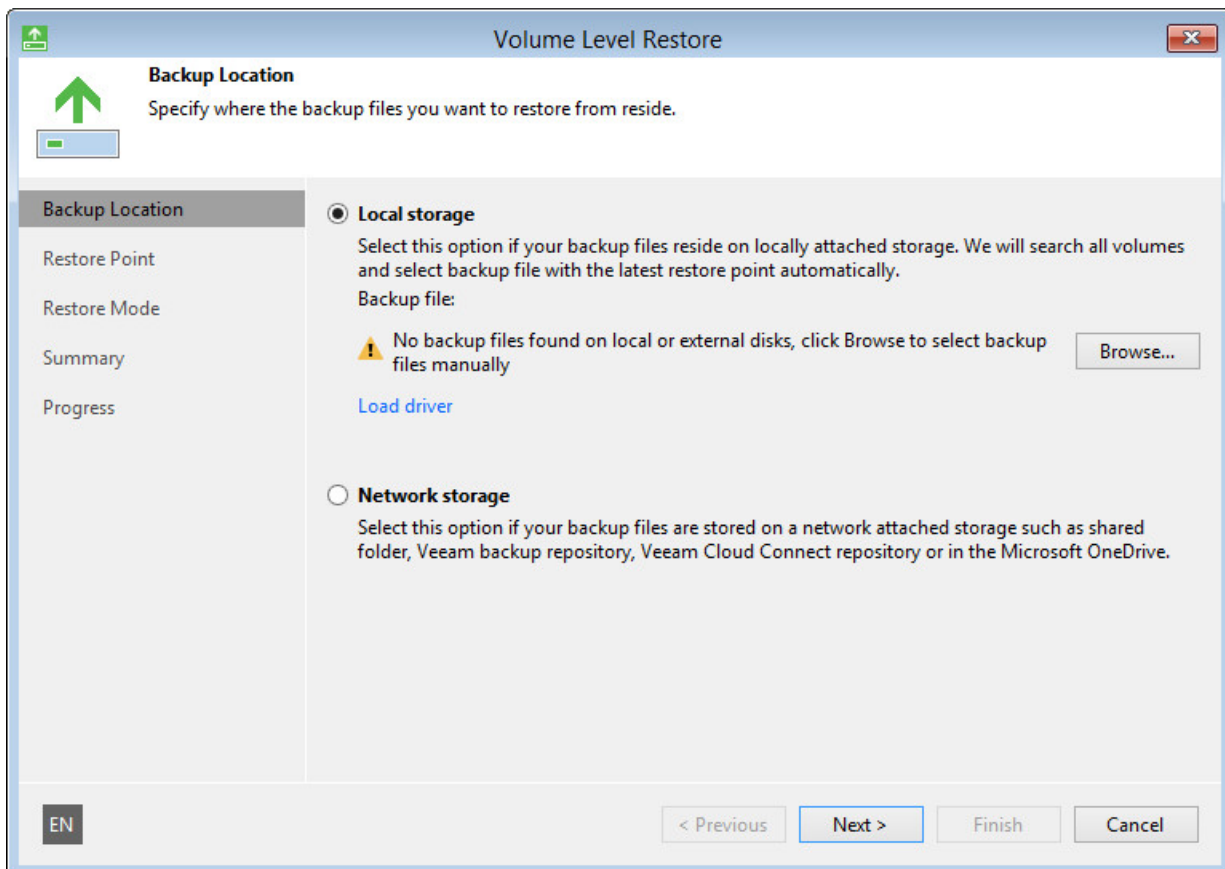 Volume Level Restore
Backup Location
Specify where the backup files you want to restore from reside.
Backup Location
Restore Point
Restore Mode
Summary
Progress
Local storage
Select this option if your backup files reside on locally attached storage. We will search all volumes
and select backup file with the latest restore point automatically.
Backup file:
No backup files found on local or external disks, click Browse to select backup
files manually
Browse...
Load driver
Network storage
Select this option if your backup files are stored on a network attached storage such as shared
folder, Veeam backup repository, Veeam Cloud Connect repository or in the Microsoft OneDrive.
EN
< Previous
Next >
Finish
Cancel